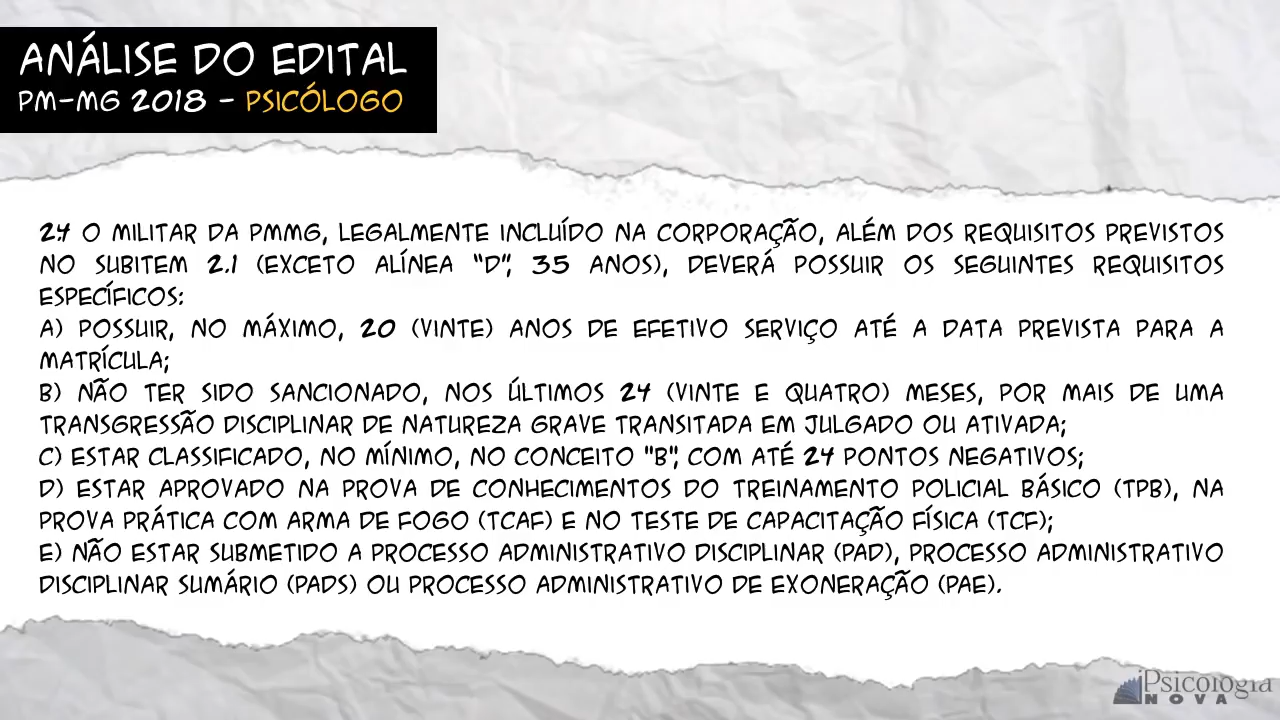 ANÁLISE DO EDITAL
PM-MG 2018 - PSICÓLOGO
2.4 O MILITAR DA PMMG, LEGALMENTE INCLUÍDO NA CORPORAÇÃO, ALÉM DOS REQUISITOS PREVISTOS
NO SUBITEM 2.1 (EXCETO ALÍNEA "D", 35 ANOS), DEVERÁ POSSUIR OS SEGUINTES REQUISITOS
ESPECÍFICOS:
A) POSSUIR, NO MÁXIMO, 20 (VINTE) ANOS DE EFETIVO SERVIÇO ATÉ A DATA PREVISTA PARA A
MATRÍCULA;
B) NÃO TER SIDO SANCIONADO, NOS ÚLTIMOS 24 (VINTE E QUATRO) MESES, POR MAIS DE UMA
TRANSGRESSÃO DISCIPLINAR DE NATUREZA GRAVE TRANSITADA EM JULGADO OU ATIVADA;
C) ESTAR CLASSIFICADO, NO MÍNIMO, NO CONCEITO "B", COM ATÉ 24 PONTOS NEGATIVOS;
D) ESTAR APROVADO NA PROVA DE CONHECIMENTOS DO TREINAMENTO POLICIAL BÁSICO (TPB), NA
PROVA PRÁTICA COM ARMA DE FOGO (TCAF) E NO TESTE DE CAPACITAÇÃO FÍSICA (TCF);
E) NÃO ESTAR SUBMETIDO A PROCESSO ADMINISTRATIVO DISCIPLINAR (PAD), PROCESSO ADMINISTRATIVO
DISCIPLINAR SUMÁRIO (PADS) OU PROCESSO ADMINISTRATIVO DE EXONERAÇÃO (PAE).
Psicologia
NOVA